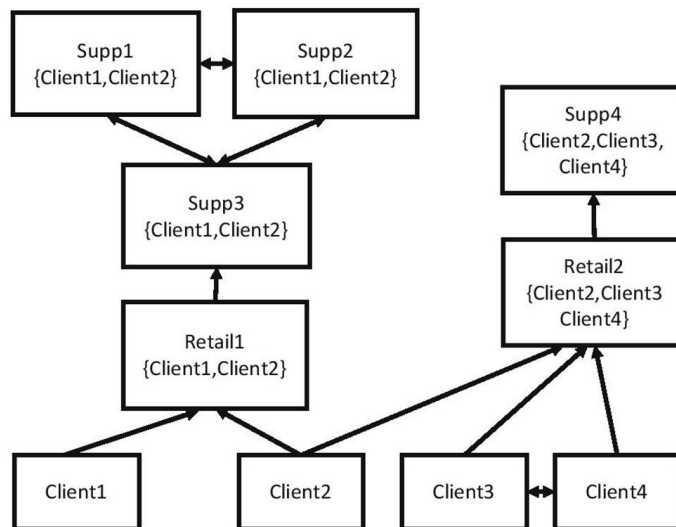 Supp1
{Client1,Client2}
Supp2
{Client1,Client2}
Supp4
{Client2,Client3,
Client4}
Supp3
{Client1,Client2}
Retail2
{Client2,Client3
Client4}
Retail1
{Client1,Client2}
Client1
Client2
Client3
Client4